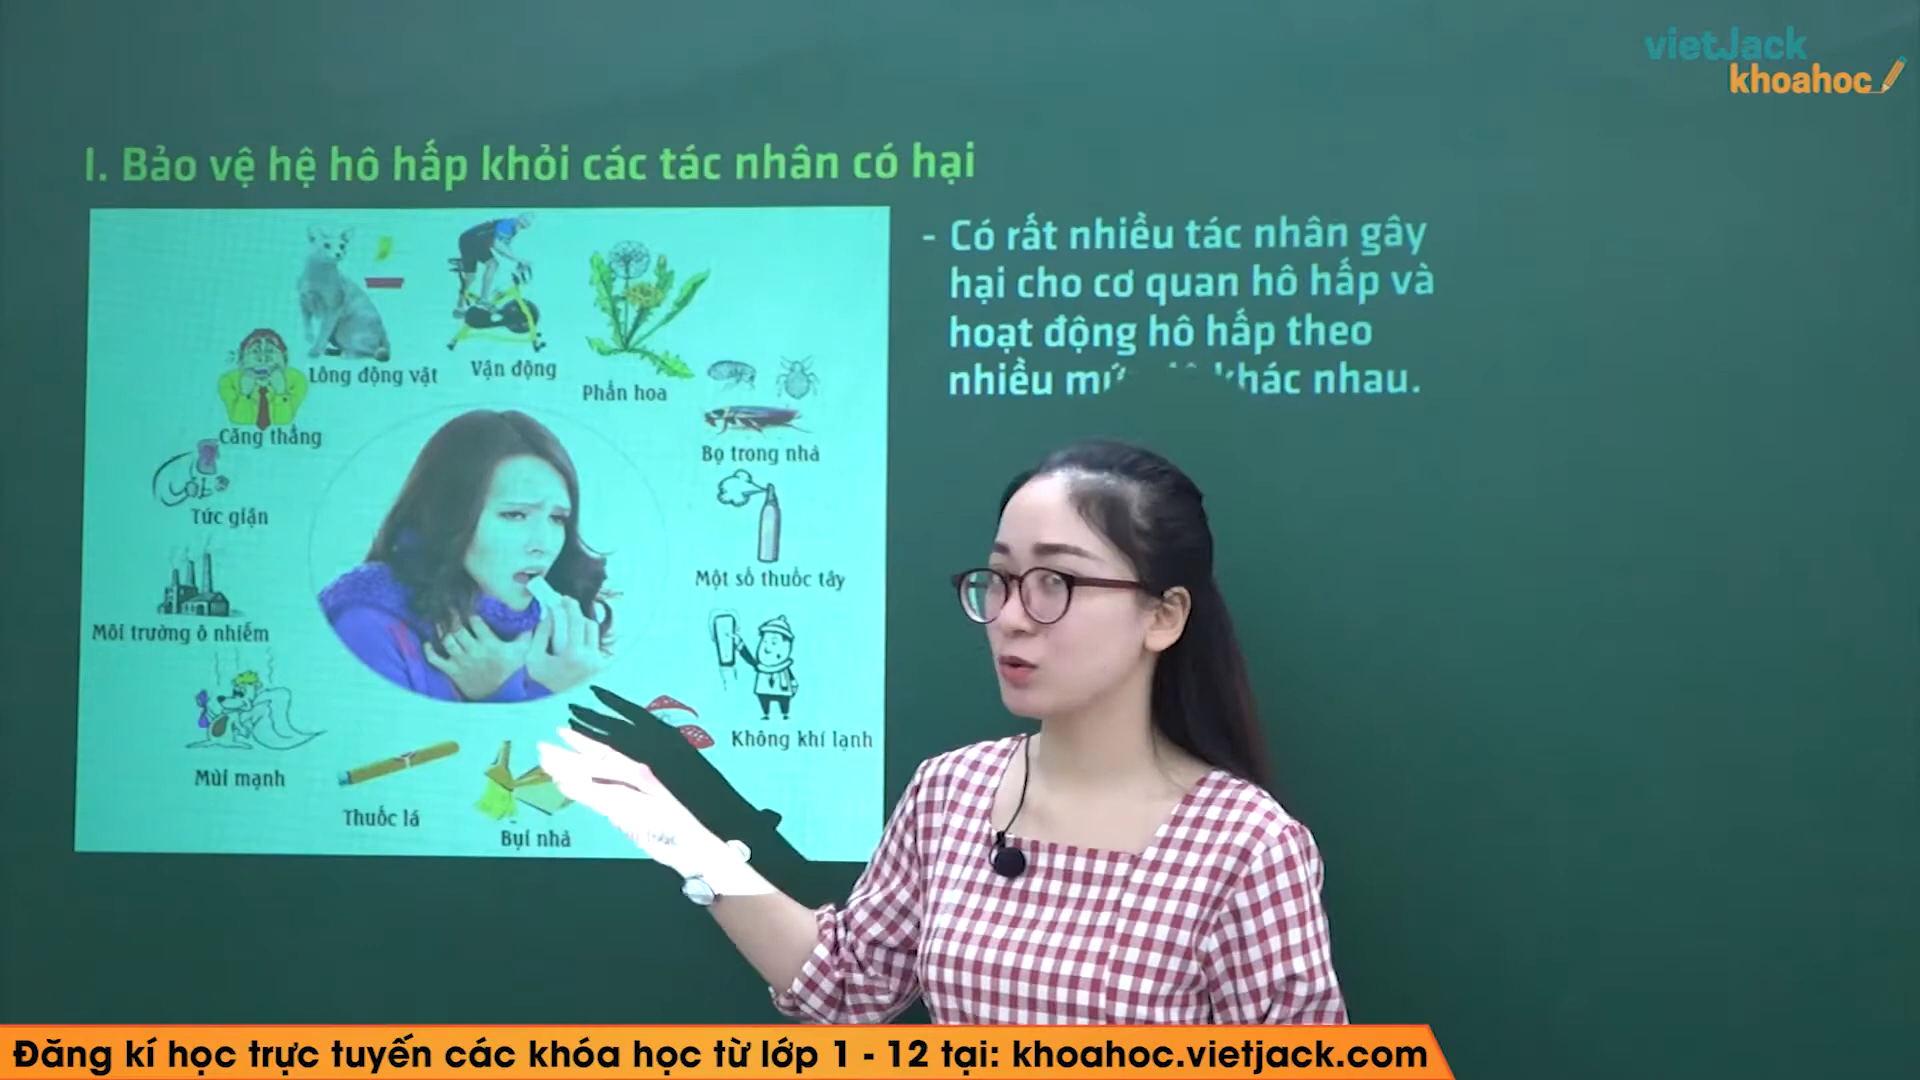 vietJack
khoahoc
I. Bảo vệ hệ hô hấp khỏi các tác nhân có hại
- Có rất nhiều tác nhân gây
hại cho cơ quan hô hấp và
hoạt động hô hấp theo
nhiều khác nhau.
Lông động vật
Vận động
Phấn hoa
Căng thẳng
Bọ trong nhà
Tức giận
Một số thuốc tây
Môi trường ô nhiễm
Không khí lạnh
Mùi mạnh
Thuốc lá
Bụi nhà
Đăng kí học trực tuyến các khóa học từ lớp 1 - 12 tại: khoahoc.vietjack.com